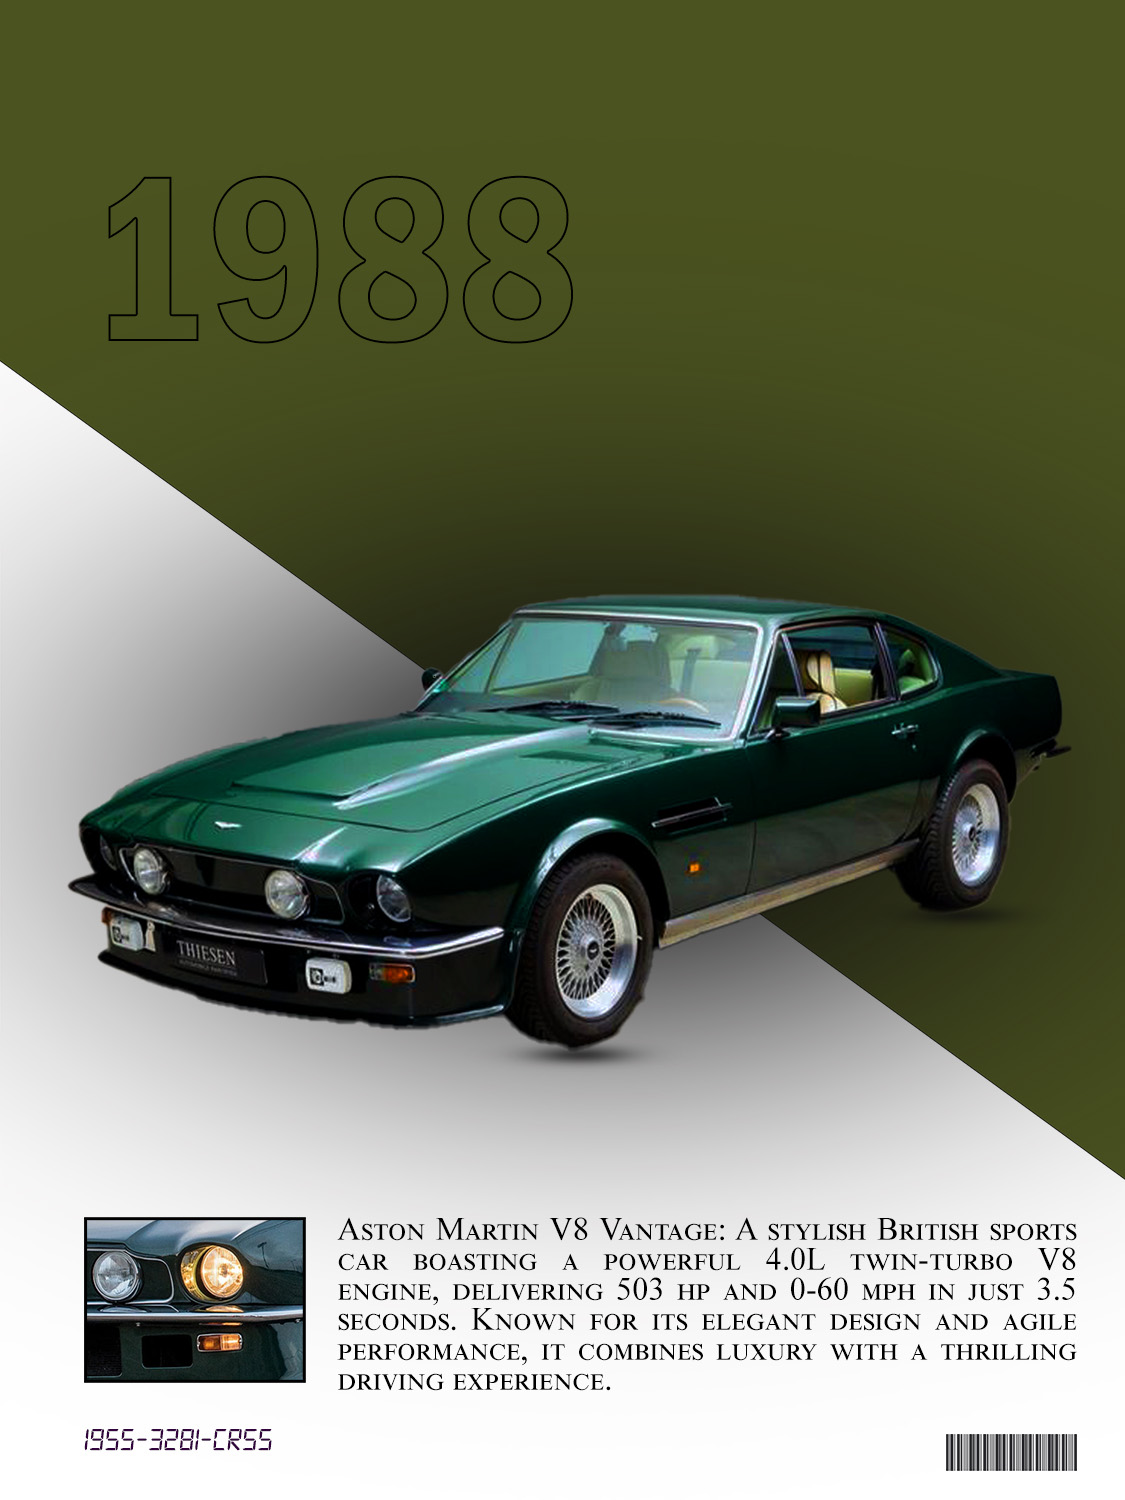 1988
THIESEN
ASTON MARTIN V8 VANTAGE: A STYLISH BRITISH SPORTS
CAR BOASTING A POWERFUL 4.0L TWIN-TURBO V8
ENGINE, DELIVERING 503 HP AND 0-60 MPH IN JUST 3.5
SECONDS. KNOWN FOR ITS ELEGANT DESIGN AND AGILE
PERFORMANCE, IT COMBINES LUXURY WITH A THRILLING
DRIVING EXPERIENCE.
1955-3281-CR55